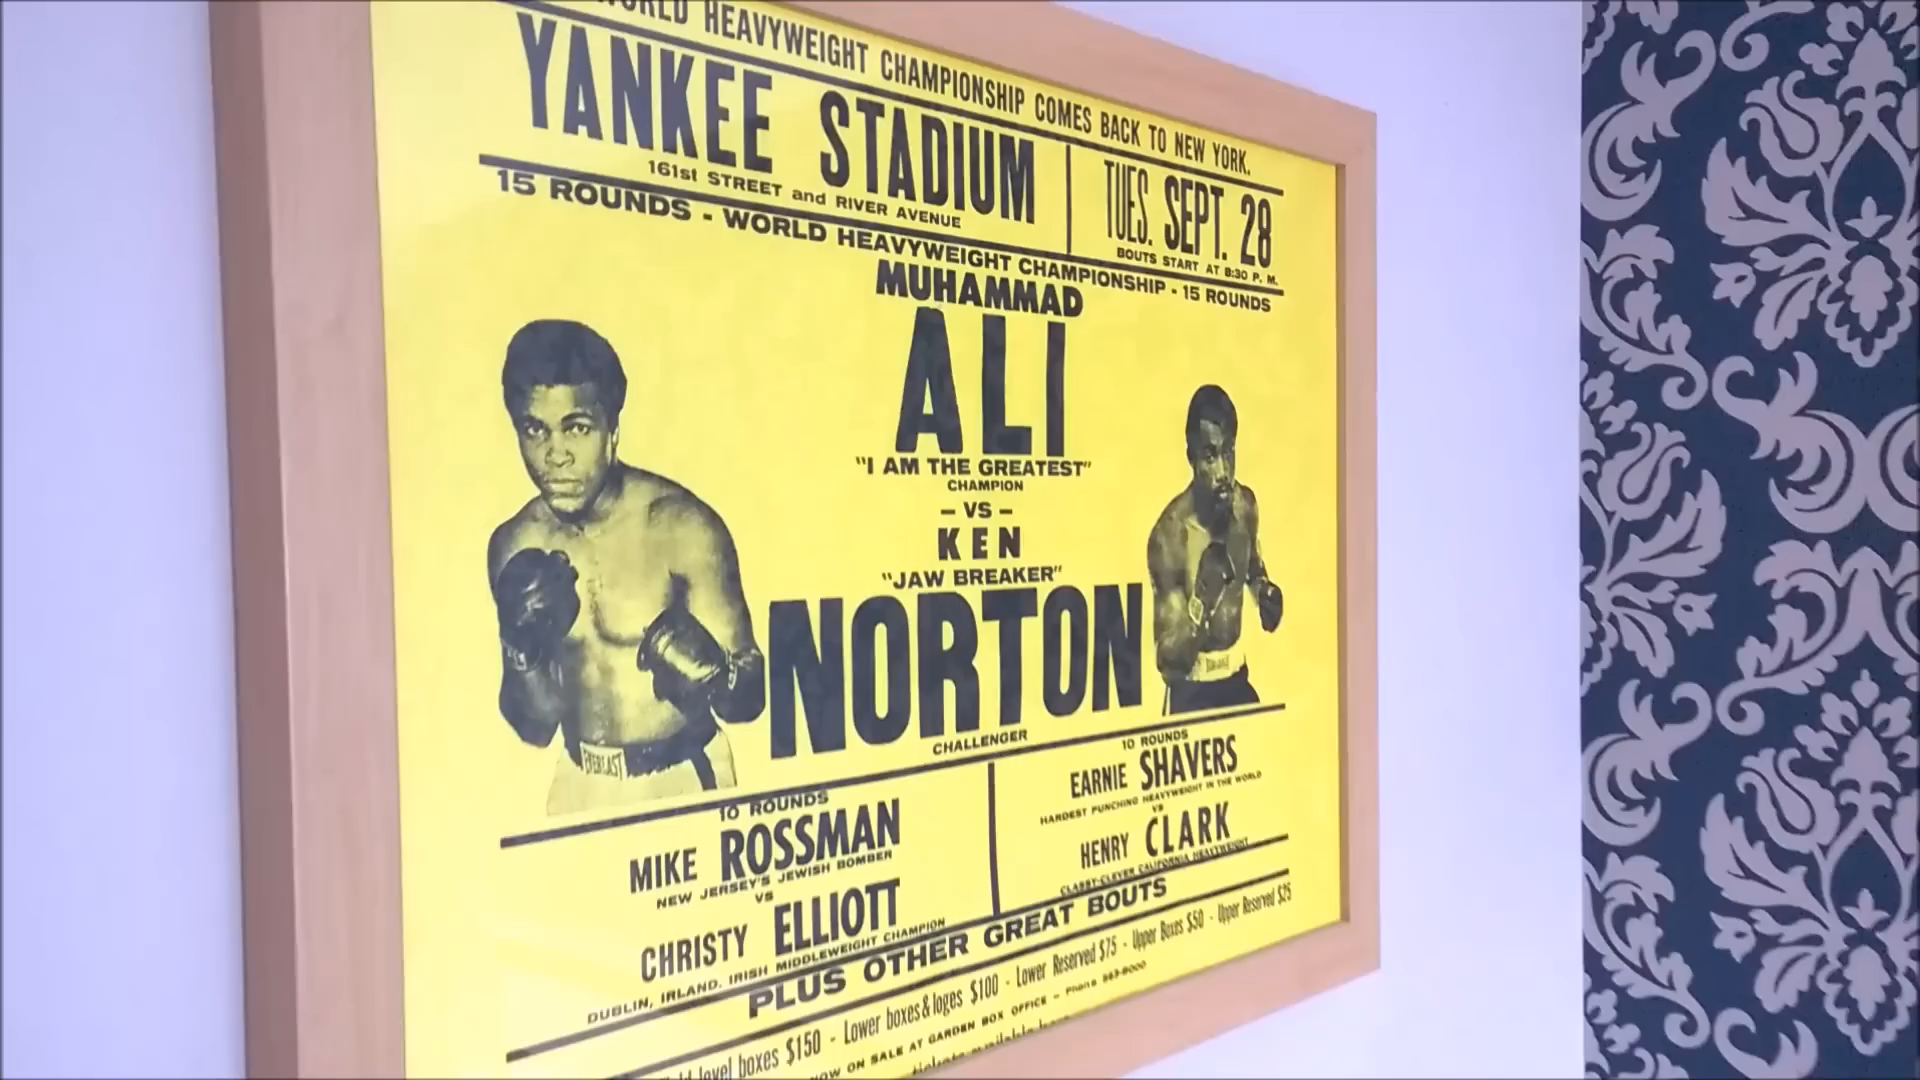 WORLD HEAVYWEIGHT CHAMPIONSHIP COMES BACK TO NEW YORK.
YANKEE STADIUM
161st STREET and RIVER AVENUE
TUES. SEPT. 28
BOUTS START AT 8:30 P. M.
15 ROUNDS - WORLD HEAVYWEIGHT CHAMPIONSHIP - 15 ROUNDS
MUHAMMAD
ALI
"I AM THE GREATEST"
CHAMPION
- VS -
KEN
"JAW BREAKER"
NORTON
CHALLENGER
EVERLAST
10 ROUNDS
MIKE ROSSMAN
NEW JERSEY'S JEWISH BOMBER
VS
CHRISTY ELLIOTT
DUBLIN, IRLAND. IRISH MIDDLEWEIGHT CHAMPION
10 ROUNDS
EARNIE SHAVERS
HARDEST PUNCHING HEAVYWEIGHT IN THE WORLD
VS
HENRY CLARK
CLASSY-CLEVER CALIFORNIA HEAVYWEIGHT
PLUS OTHER GREAT BOUTS
level boxes $150 - Lower boxes & loges $100 - Lower Reserved $75 - Upper Boxes $50 - Upper Reserved $25
NOW ON SALE AT GARDEN BOX OFFICE - Phone
tickets available